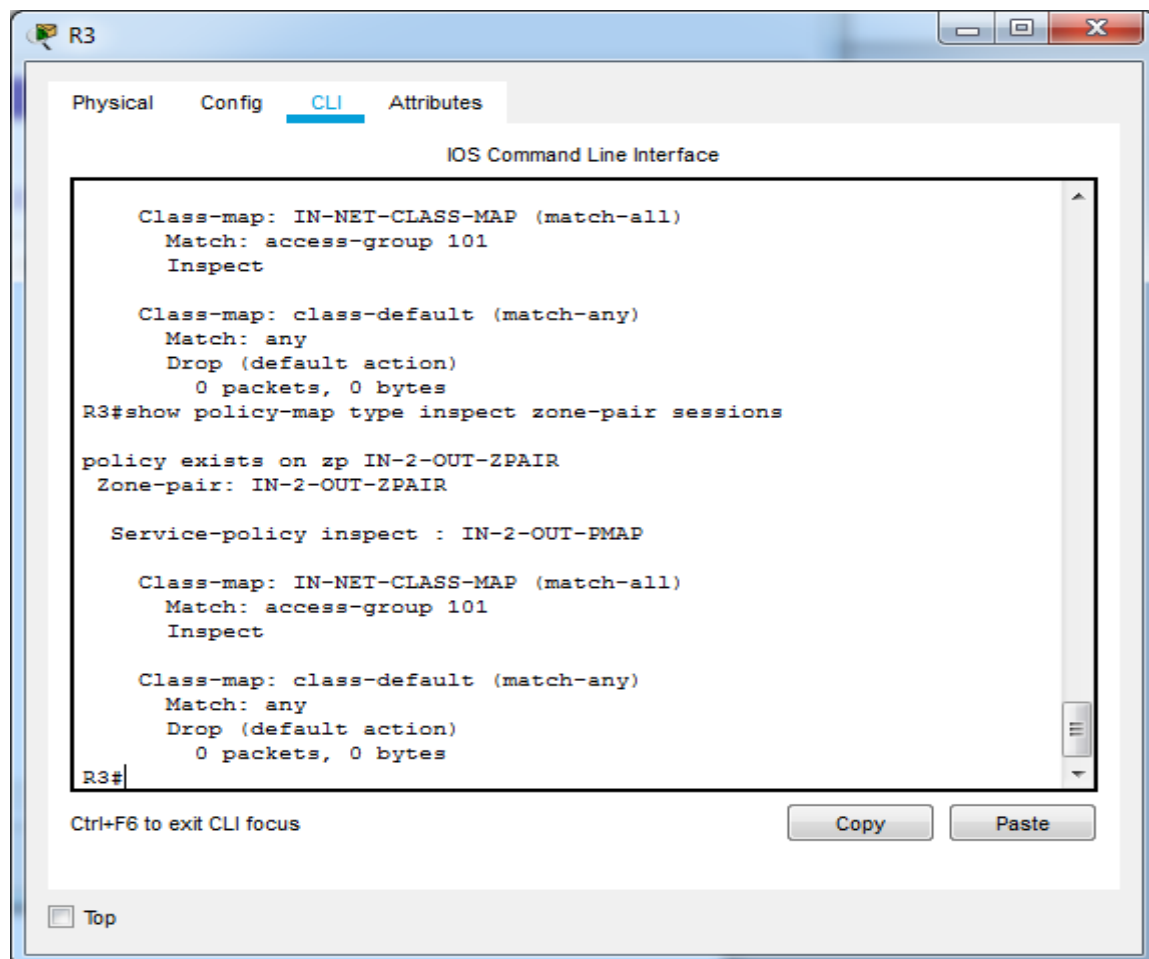 R3
Physical Config CLI Attributes
IOS Command Line Interface
Class-map: IN-NET-CLASS-MAP (match-all)
Match: access-group 101
Inspect
Class-map: class-default (match-any)
Match: any
Drop (default action)
0 packets, 0 bytes
R3#show policy-map type inspect zone-pair sessions
policy exists on zp IN-2-OUT-ZPAIR
Zone-pair: IN-2-OUT-ZPAIR
Service-policy inspect : IN-2-OUT-PMAP
Class-map: IN-NET-CLASS-MAP (match-all)
Match: access-group 101
Inspect
Class-map: class-default (match-any)
Match: any
Drop (default action)
0 packets, 0 bytes
R3#
Ctrl+F6 to exit CLI focus Copy Paste
Top